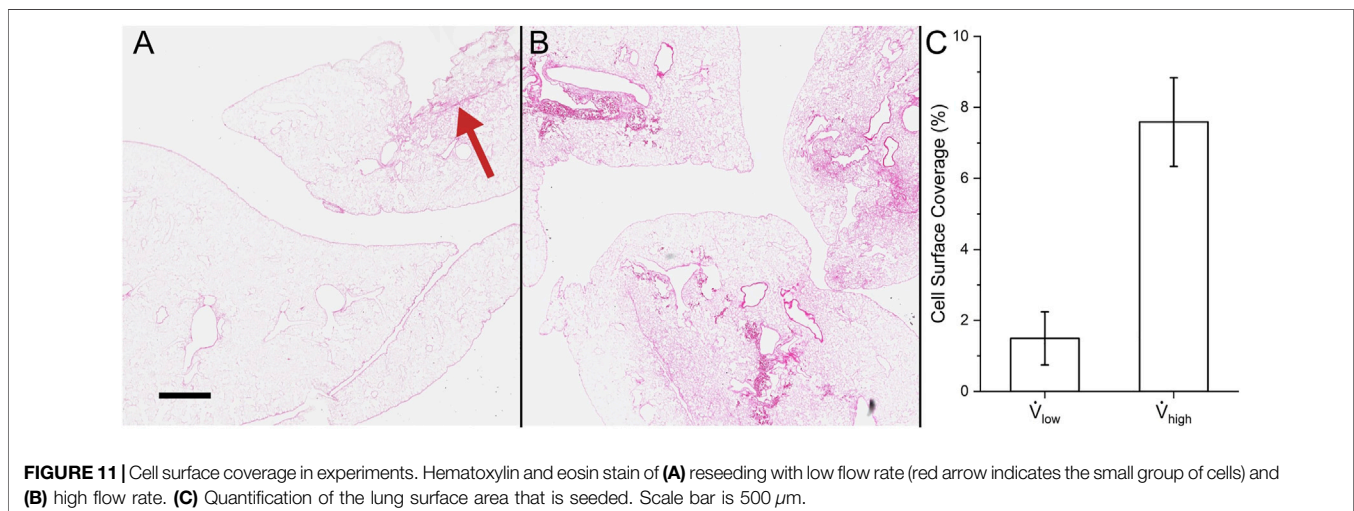 A
B
C
10
8
6
4
2
0
Cell Surface Coverage (%)
V̇low
V̇high
FIGURE 11 | Cell surface coverage in experiments. Hematoxylin and eosin stain of (A) reseeding with low flow rate (red arrow indicates the small group of cells) and
(B) high flow rate. (C) Quantification of the lung surface area that is seeded. Scale bar is 500 µm.